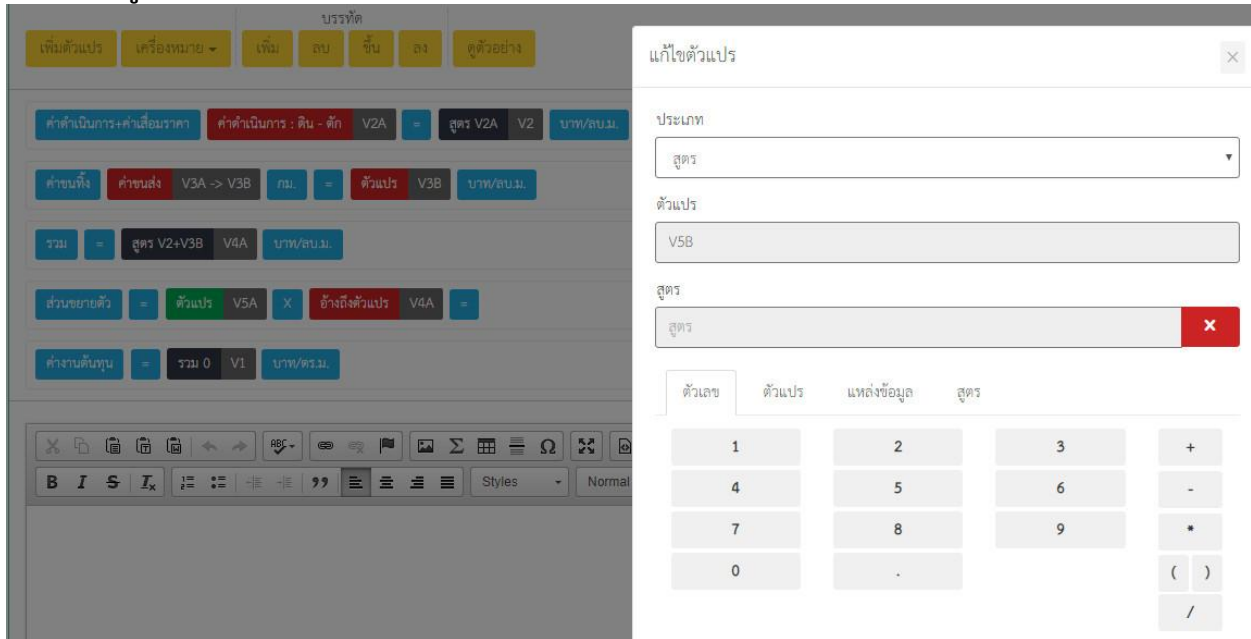 บรรทัด
เพิ่มตัวแปร เครื่องหมาย เพิ่ม ลบ ขึ้น ลง ดูตัวอย่าง
ค่าดำเนินการ+ค่าเสื่อมราคา ค่าดำเนินการ : ดิน - ตัก V2A = สูตร V2A V2 บาท/ลบ.ม.
ค่าขนทิ้ง ค่าขนส่ง V3A -> V3B กม. = ตัวแปร V3B บาท/ลบ.ม.
รวม = สูตร V2+V3B V4A บาท/ลบ.ม.
ส่วนขยายตัว = ตัวแปร V5A X อ้างถึงตัวแปร V4A =
ค่างานต้นทุน = รวม 0 V1 บาท/ตร.ม.
ABC Σ Ω
B I S Ix Styles Normal
แก้ไขตัวแปร ×
ประเภท
สูตร
ตัวแปร
V5B
สูตร
สูตร ×
ตัวเลข ตัวแปร แหล่งข้อมูล สูตร
1 2 3 +
4 5 6 -
7 8 9 *
0 . ( )
/